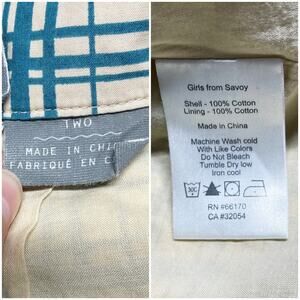 TWO
MADE IN CHI
FABRIQUÉ EN C
Girls from Savoy
Shell - 100% Cotton
Lining - 100% Cotton
Made in China
Machine Wash cold
With Like Colors
Do Not Bleach
Tumble Dry low
Iron cool
30C
RN #66170
CA #32054